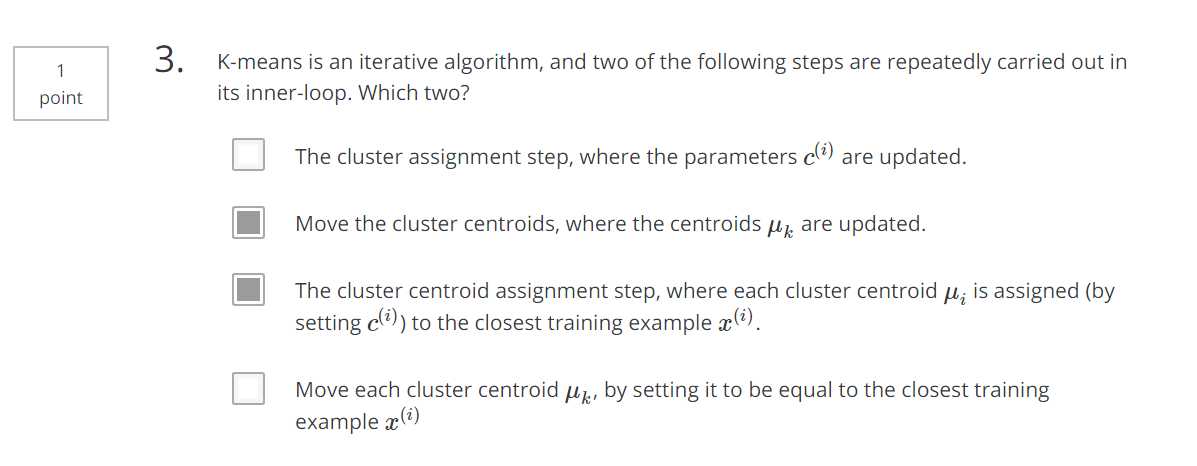 1
point
3.
K-means is an iterative algorithm, and two of the following steps are repeatedly carried out in
its inner-loop. Which two?
The cluster assignment step, where the parameters c⁽ⁱ⁾ are updated.
Move the cluster centroids, where the centroids μₖ are updated.
The cluster centroid assignment step, where each cluster centroid μᵢ is assigned (by
setting c⁽ⁱ⁾) to the closest training example x⁽ⁱ⁾.
Move each cluster centroid μₖ, by setting it to be equal to the closest training
example x⁽ⁱ⁾